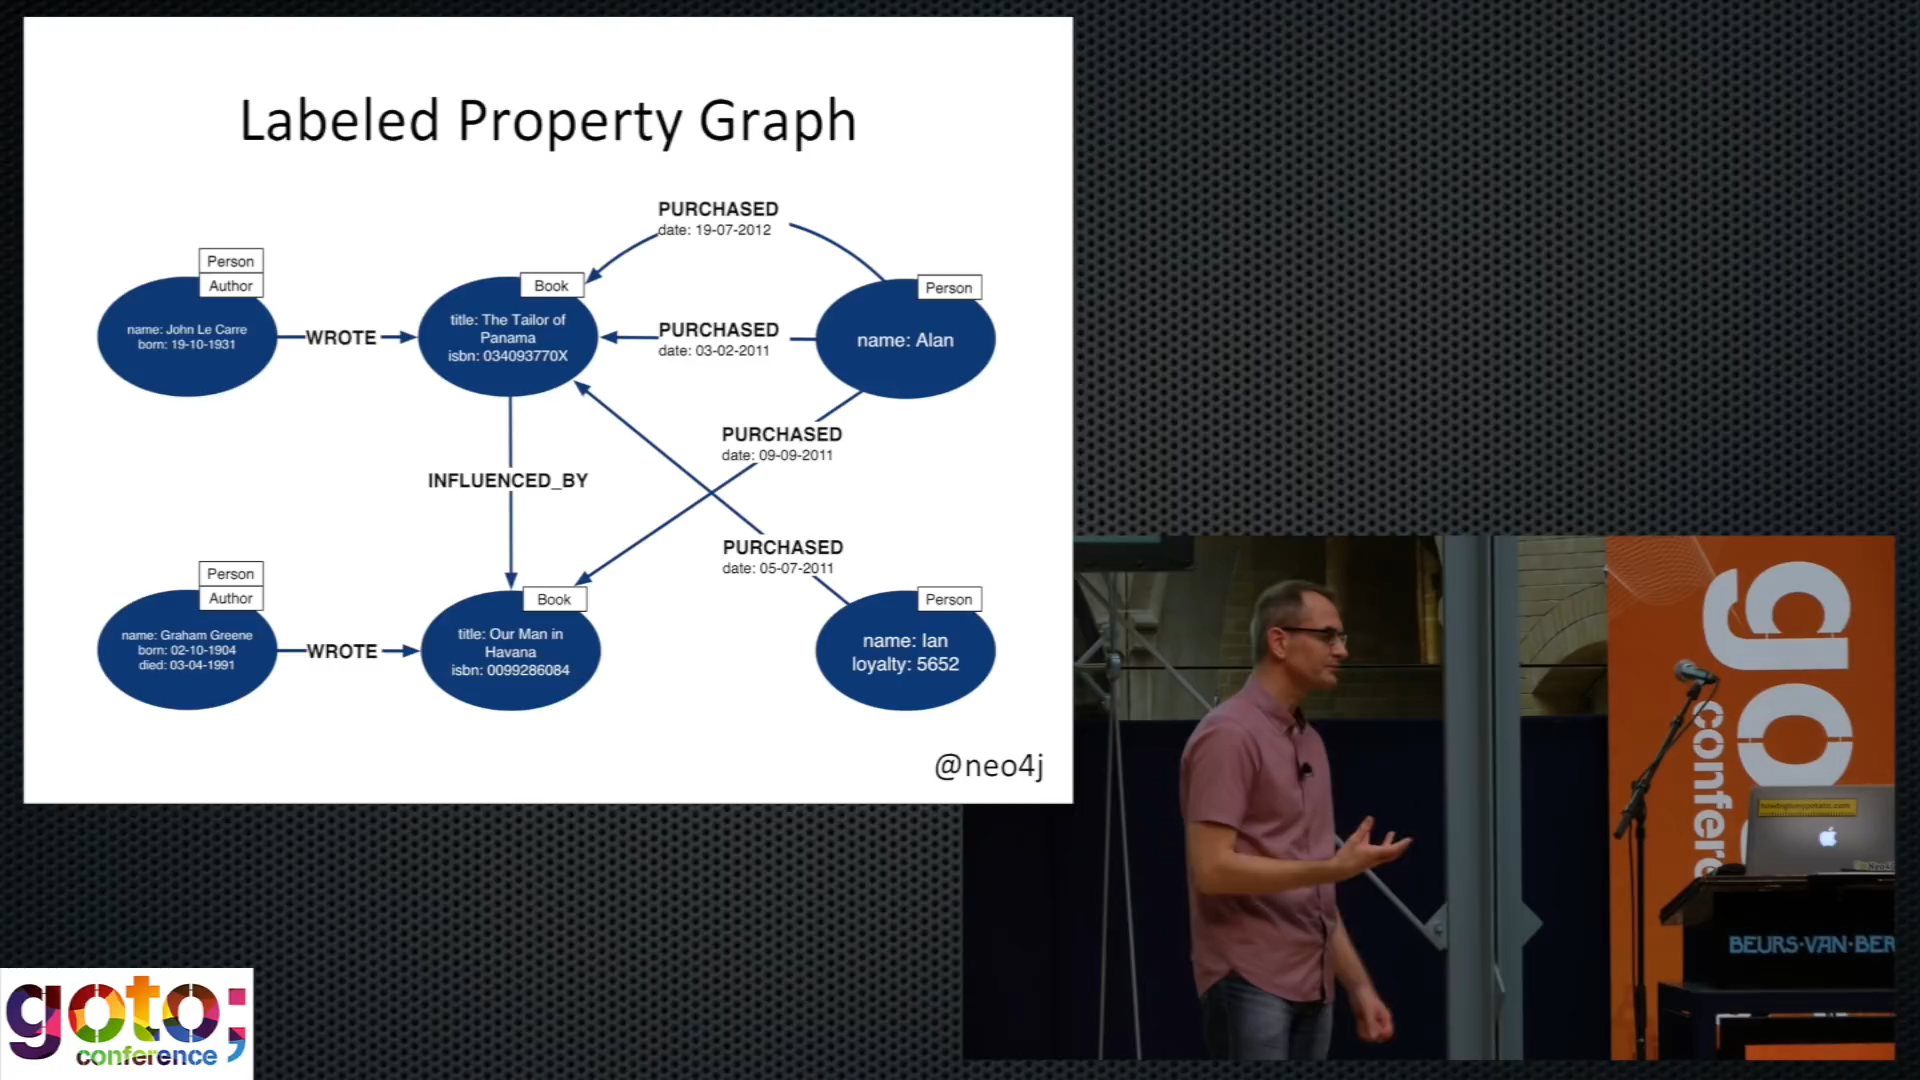 Labeled Property Graph
PURCHASED
date: 19-07-2012
Person
Author
name: John Le Carre
born: 19-10-1931
WROTE
Book
title: The Tailor of
Panama
isbn: 034093770X
PURCHASED
date: 03-02-2011
Person
name: Alan
INFLUENCED_BY
PURCHASED
date: 09-09-2011
PURCHASED
date: 05-07-2011
Person
Author
name: Graham Greene
born: 02-10-1904
died: 03-04-1991
WROTE
Book
title: Our Man in
Havana
isbn: 0099286084
Person
name: Ian
loyalty: 5652
@neo4j
go
confere
BEURS·VAN·BER
goto;
conference